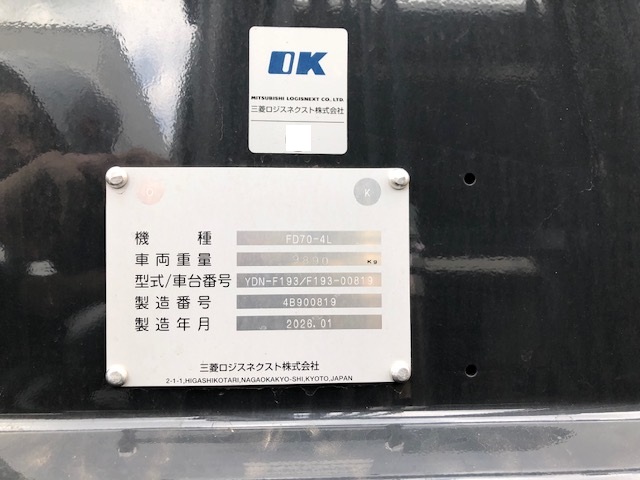 OK
MITSUBISHI LOGISNEXT CO., LTD.
三菱ロジスネクスト株式会社
K
機種 FD70-4L
車両重量 9890 Kg
型式/車台番号 YDN-F193/F193-00819
製造番号 4B900819
製造年月 2026.01
三菱ロジスネクスト株式会社
2-1-1,HIGASHIKOTARI,NAGAOKAKYO-SHI,KYOTO,JAPAN